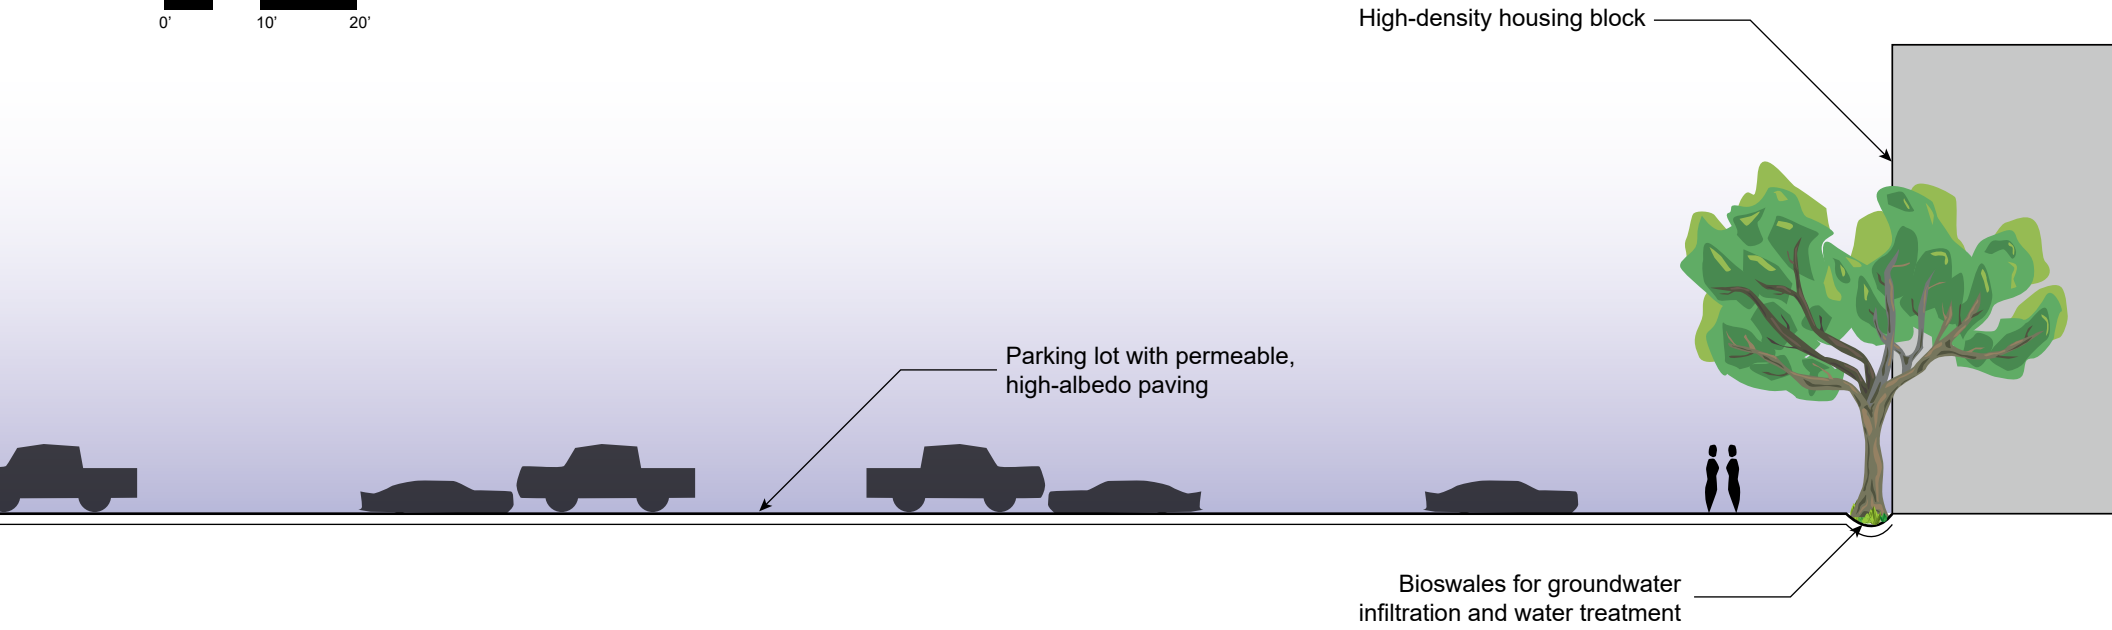 0’ 10’ 20’
High-density housing block
Parking lot with permeable,
high-albedo paving
Bioswales for groundwater
infiltration and water treatment